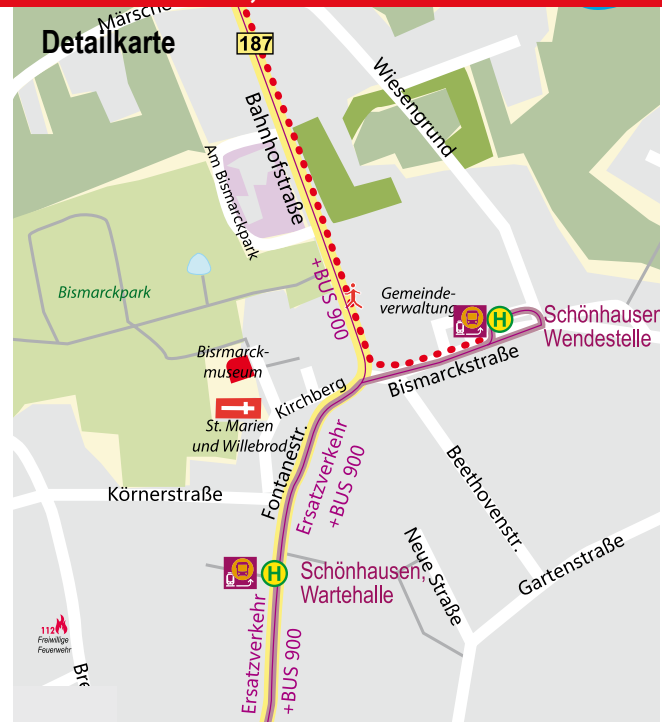 Märsche
Detailkarte
187
Wiesengrund
Bahnhofstraße
Am Bismarckpark
+BUS 900
Bismarckpark
Gemeinde-
verwaltung
H
Schönhausen
Wendestelle
Bismarckstraße
Bisrmarck-
museum
Kirchberg
St. Marien
und Willebrod
Fontanestr.
Ersatzverkehr
+BUS 900
Körnerstraße
Beethovenstr.
Neue Straße
Gartenstraße
H
Schönhausen,
Wartehalle
Ersatzverkehr
+BUS 900
112
Freiwillige
Feuerwehr
Bre